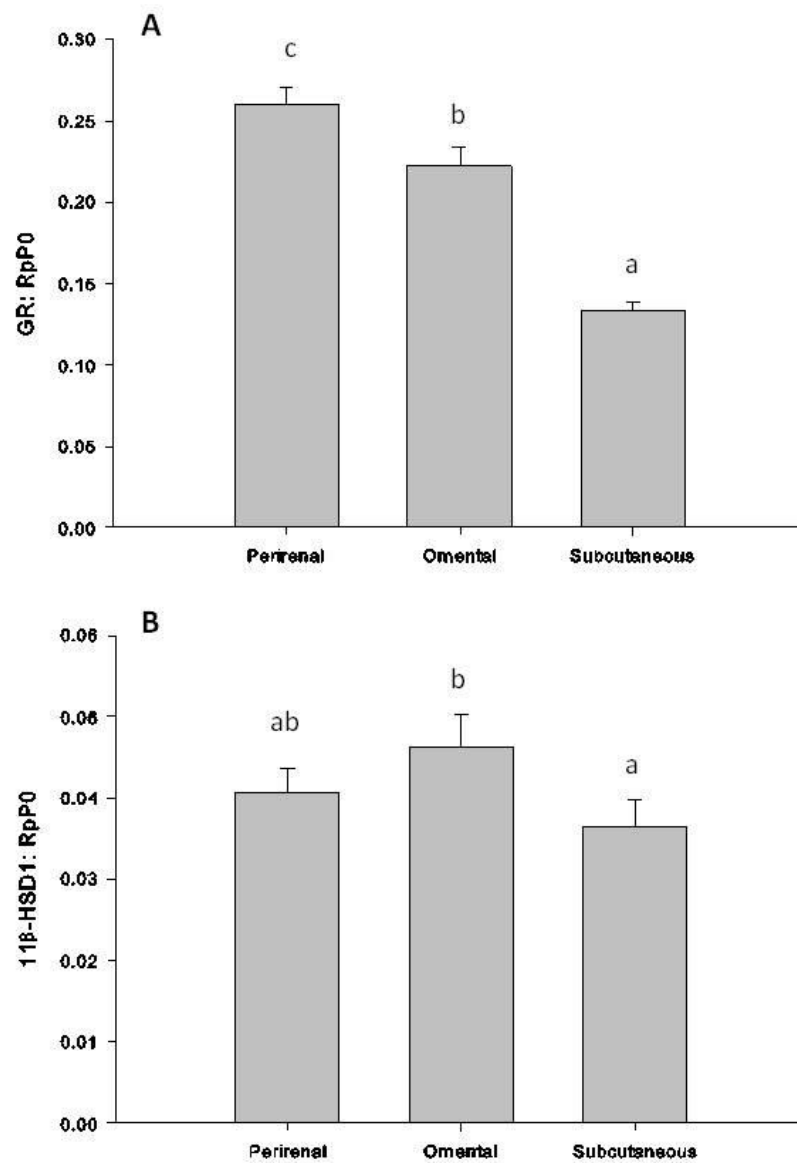 A
0.30
c
0.25
b
0.20
a
0.15
GR: RpP0
0.10
0.05
0.00
Perirenal Omental Subcutaneous
B
0.06
b
0.05
ab
a
0.04
11β-HSD1: RpP0
0.03
0.02
0.01
0.00
Perirenal Omental Subcutaneous